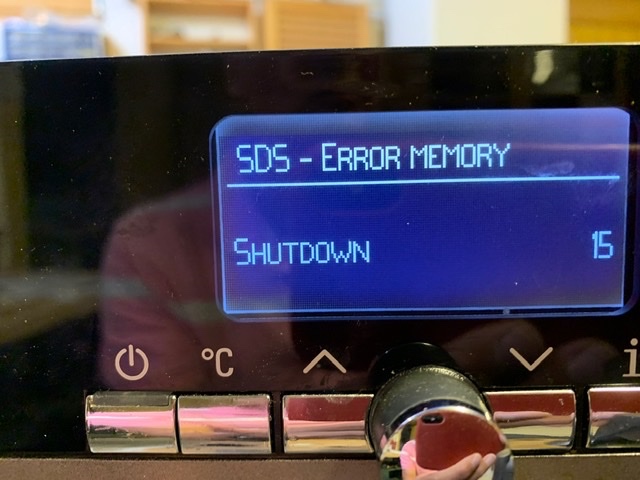 SDS - ERROR MEMORY
SHUTDOWN 15
°C
i